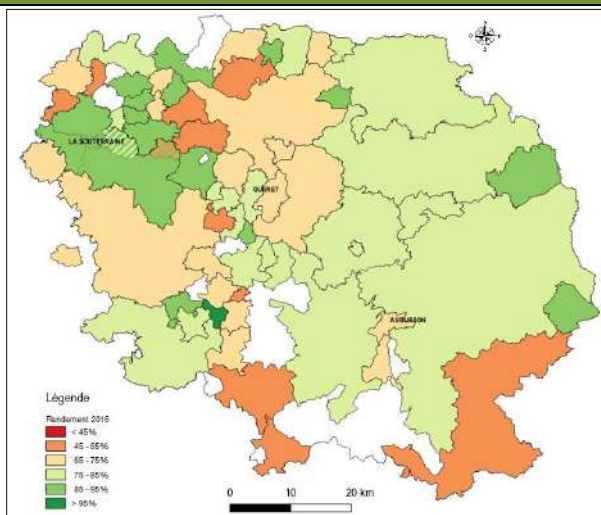 N
O
E
S
LA SOUTERRAINE
GUÉRET
AUBUSSON
Légende
Rendement 2015
< 45%
45 - 65%
65 - 75%
75 - 85%
85 - 95%
> 95%
0 10 20 km